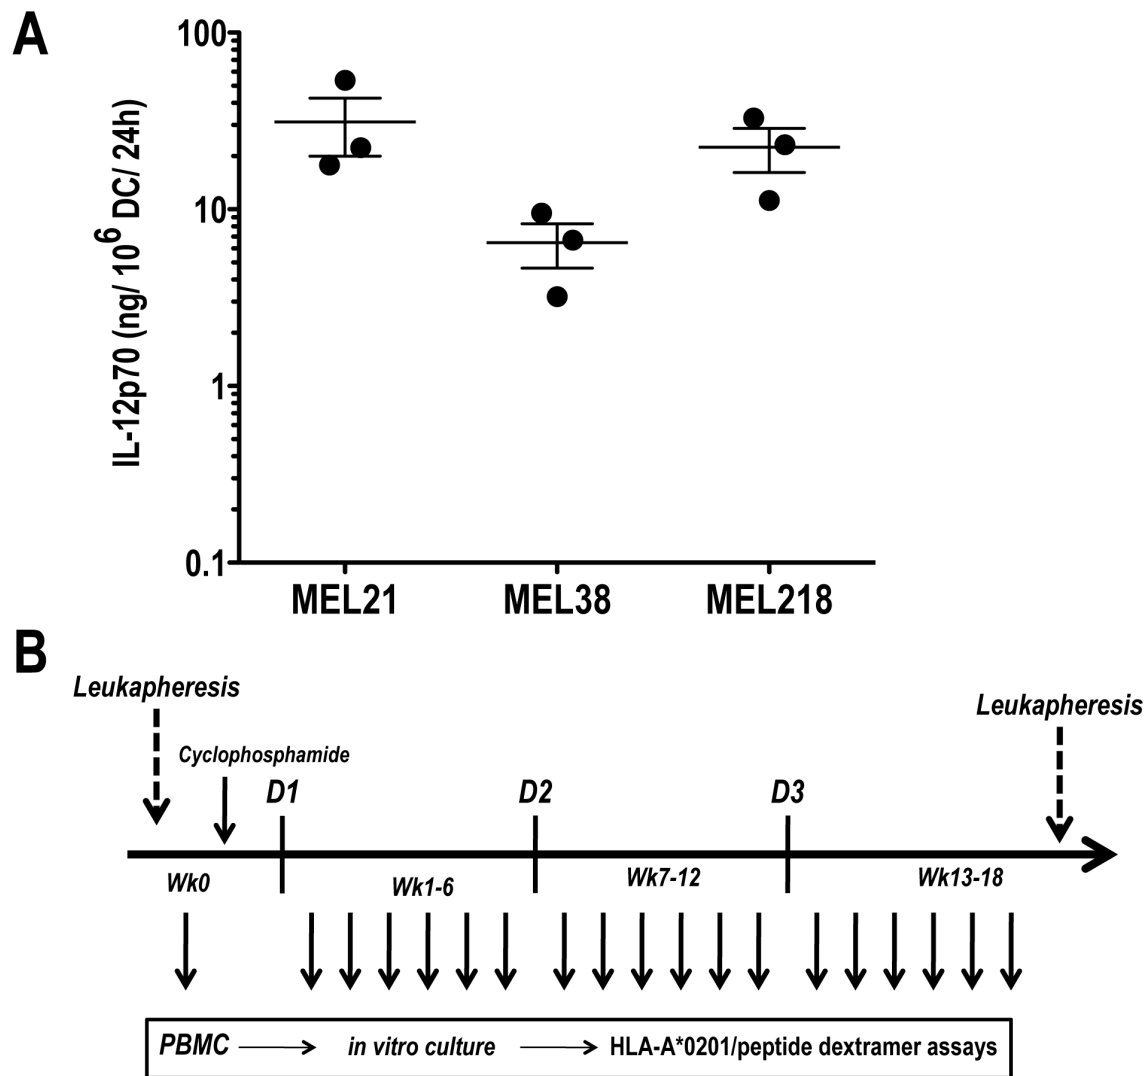 A
100
10
1
0.1
IL-12p70 (ng/ 10^6 DC/ 24h)
MEL21 MEL38 MEL218
B
Leukapheresis
Leukapheresis
Cyclophosphamide
D1 D2 D3
Wk0 Wk1-6 Wk7-12 Wk13-18
PBMC in vitro culture HLA-A*0201/peptide dextramer assays